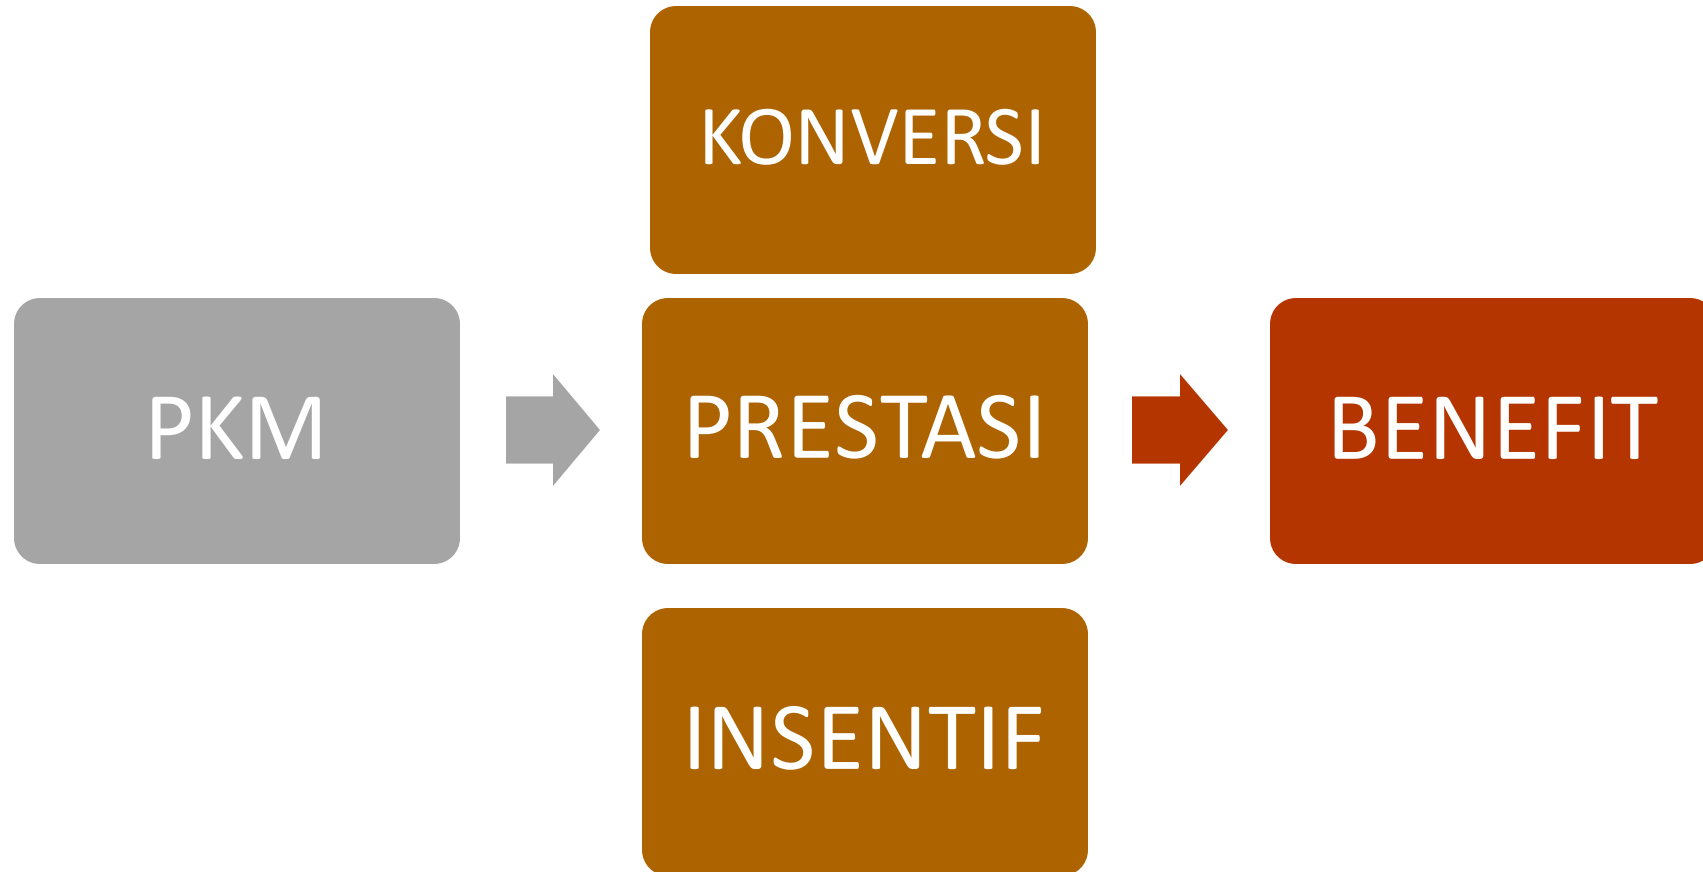 KONVERSI
PKM
PRESTASI
BENEFIT
INSENTIF